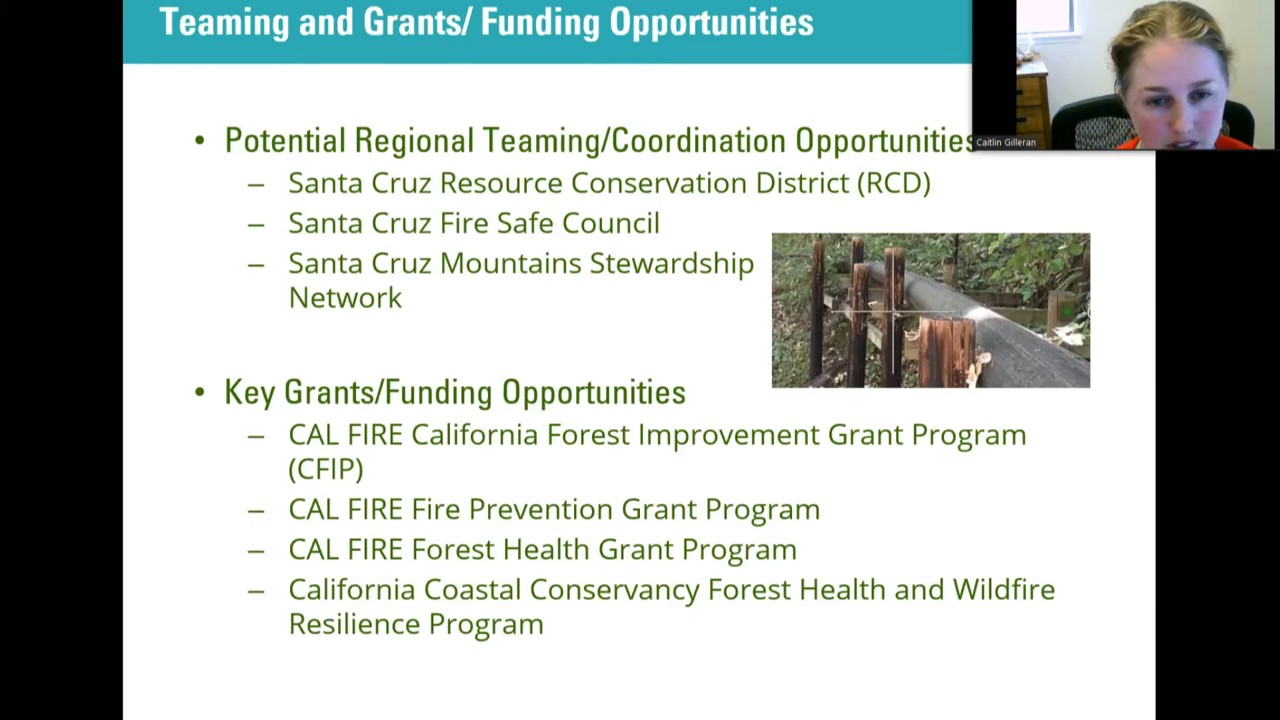 Teaming and Grants/ Funding Opportunities
Caitlin Gilleran
• Potential Regional Teaming/Coordination Opportunities
– Santa Cruz Resource Conservation District (RCD)
– Santa Cruz Fire Safe Council
– Santa Cruz Mountains Stewardship
Network
• Key Grants/Funding Opportunities
– CAL FIRE California Forest Improvement Grant Program
(CFIP)
– CAL FIRE Fire Prevention Grant Program
– CAL FIRE Forest Health Grant Program
– California Coastal Conservancy Forest Health and Wildfire
Resilience Program